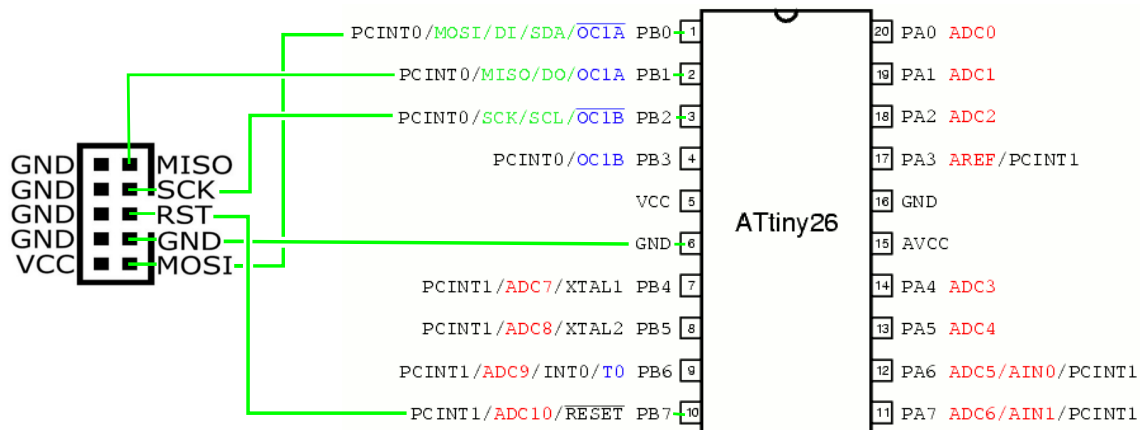 PCINT0/MOSI/DI/SDA/OC1A PB0 1 20 PA0 ADC0
PCINT0/MISO/DO/OC1A PB1 2 19 PA1 ADC1
PCINT0/SCK/SCL/OC1B PB2 3 18 PA2 ADC2
GND MISO PCINT0/OC1B PB3 4 17 PA3 AREF/PCINT1
GND SCK VCC 5 16 GND
GND RST
ATtiny26
GND GND GND 6 15 AVCC
VCC MOSI
PCINT1/ADC7/XTAL1 PB4 7 14 PA4 ADC3
PCINT1/ADC8/XTAL2 PB5 8 13 PA5 ADC4
PCINT1/ADC9/INT0/T0 PB6 9 12 PA6 ADC5/AIN0/PCINT1
PCINT1/ADC10/RESET PB7 10 11 PA7 ADC6/AIN1/PCINT1